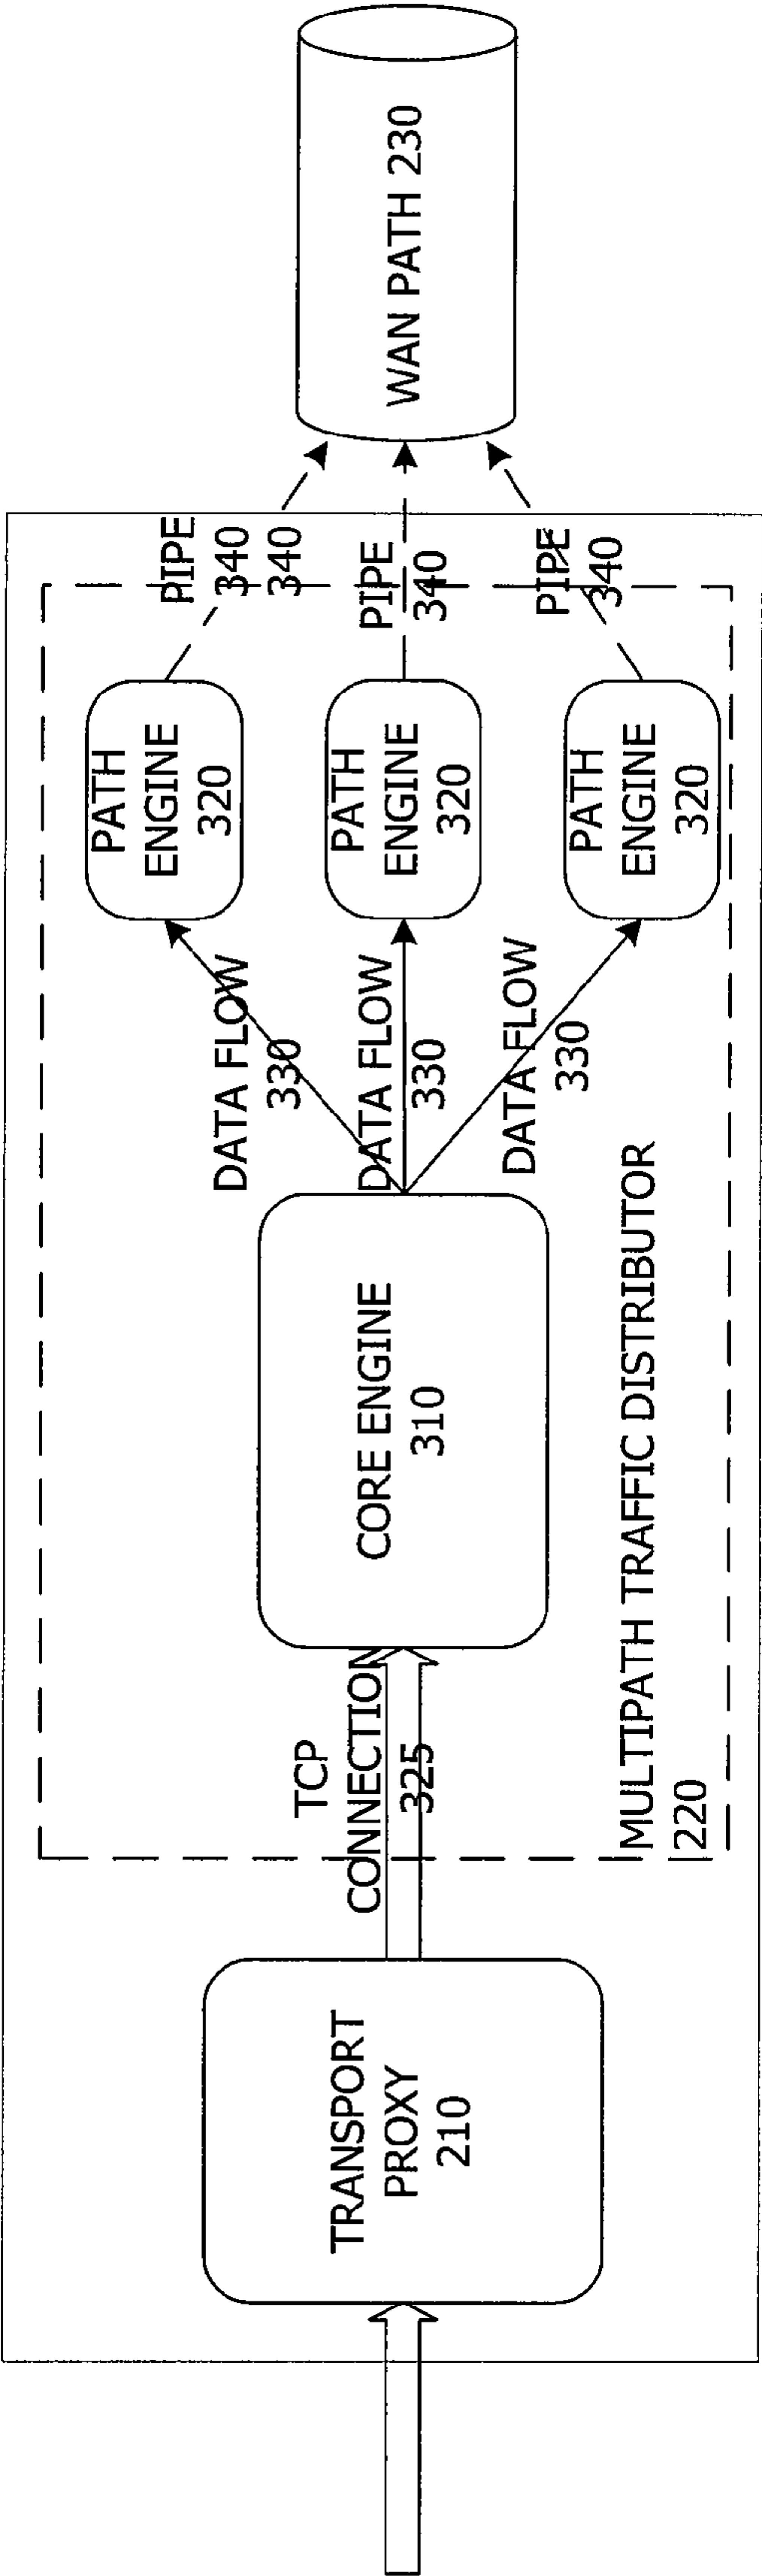 TRANSPORT
PROXY
210
TCP
CONNECTION
325
CORE ENGINE
310
MULTIPATH TRAFFIC DISTRIBUTOR
220
DATA FLOW
330
DATA FLOW
330
DATA FLOW
330
PATH
ENGINE
320
PATH
ENGINE
320
PATH
ENGINE
320
PIPE
340
340
PIPE
340
PIPE
340
WAN PATH 230